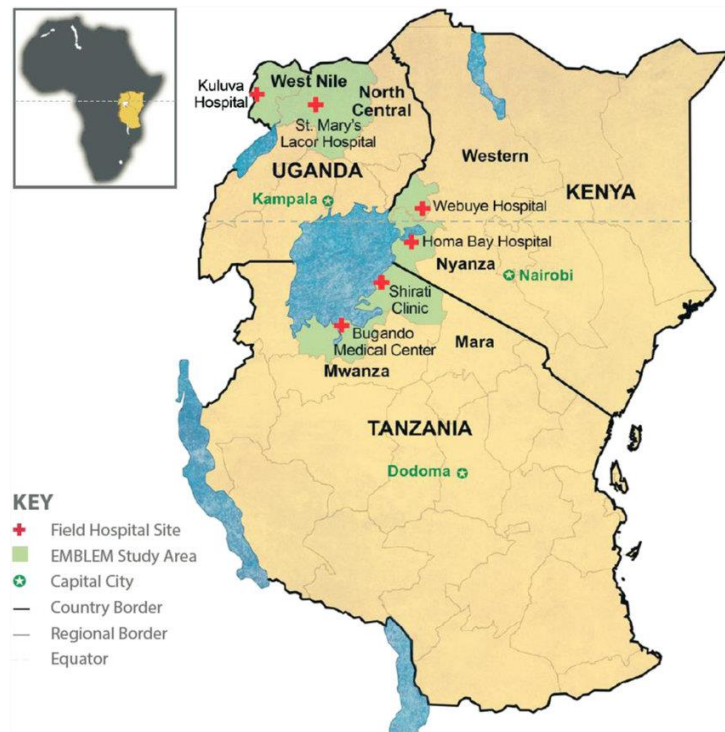 Kuluva
Hospital
West Nile
North
Central
St. Mary's
Lacor Hospital
UGANDA
Kampala
Western
KENYA
Webuye Hospital
Homa Bay Hospital
Nyanza
Nairobi
Shirati
Clinic
Bugando
Medical Center
Mara
Mwanza
TANZANIA
Dodoma
KEY
Field Hospital Site
EMBLEM Study Area
Capital City
Country Border
Regional Border
Equator